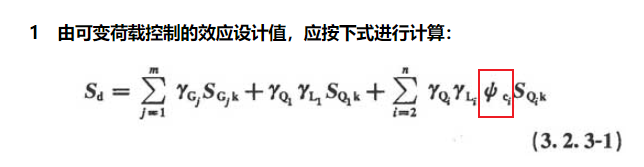 1 由可变荷载控制的效应设计值，应按下式进行计算：
S_d = \sum_{j=1}^{m} γ_{G_j} S_{G_j k} + γ_{Q_1} γ_{L_1} S_{Q_1 k} + \sum_{i=2}^{n} γ_{Q_i} γ_{L_i} ψ_{c_i} S_{Q_i k}
(3.2.3-1)